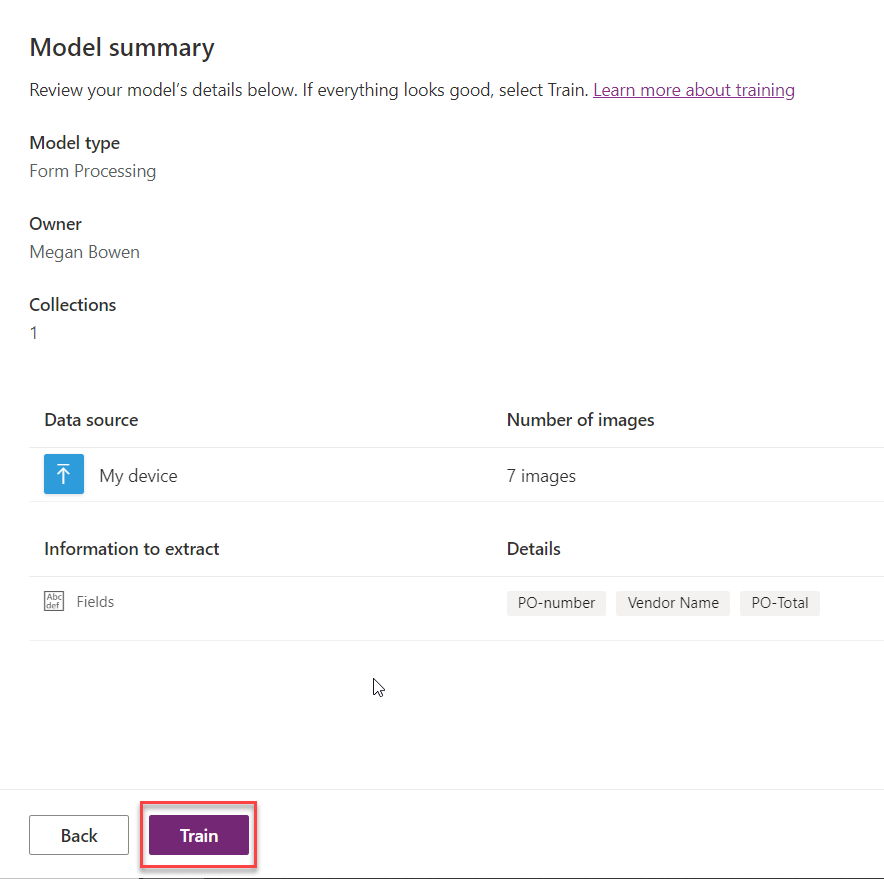 Model summary
Review your model's details below. If everything looks good, select Train. Learn more about training
Model type
Form Processing
Owner
Megan Bowen
Collections
1
Data source Number of images
My device 7 images
Information to extract Details
Abc
def
Fields PO-number Vendor Name PO-Total
Back Train